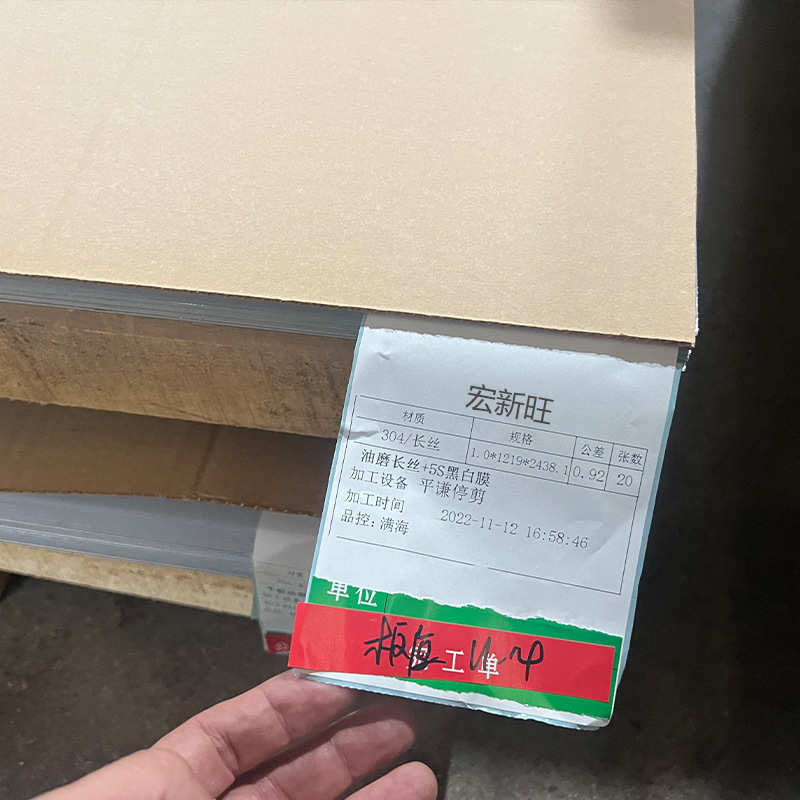 宏新旺
材质 规格 公差 张数
304/长丝 1.0*1219*2438.1 0.92 20
油磨长丝+5S黑白膜
加工设备 平谦停剪
加工时间 2022-11-12 16:58:46
品控:满海
单位
工单